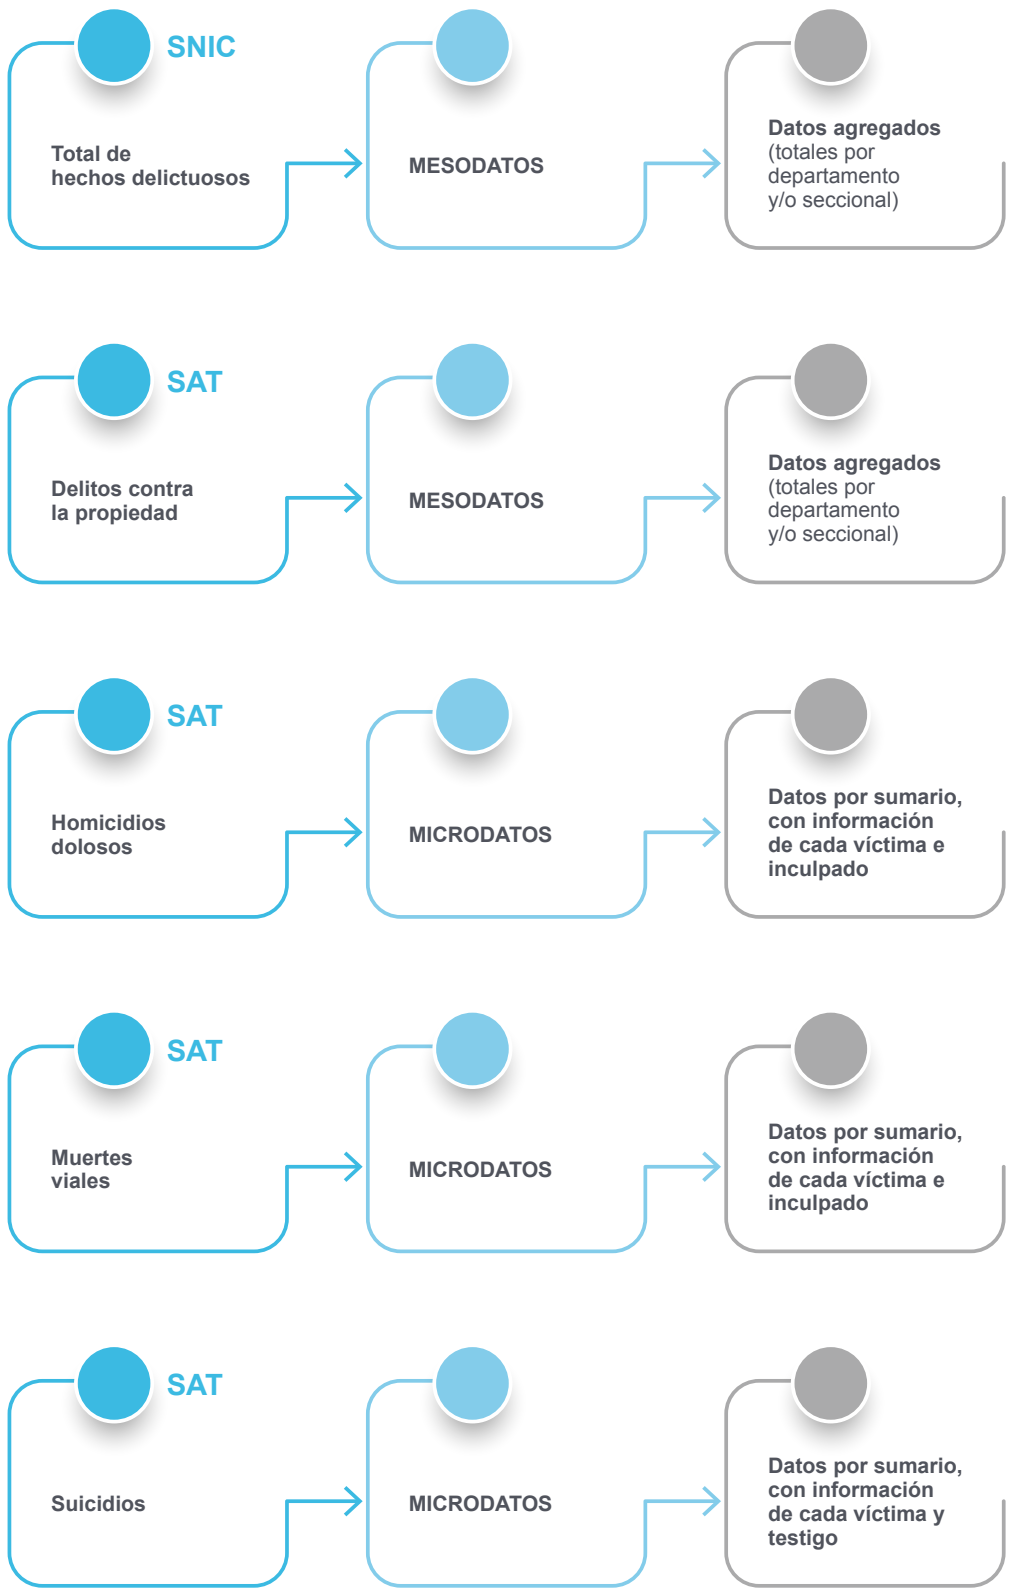 SNIC
Total de
hechos delictuosos
MESODATOS
Datos agregados
(totales por
departamento
y/o seccional)
SAT
Delitos contra
la propiedad
MESODATOS
Datos agregados
(totales por
departamento
y/o seccional)
SAT
Homicidios
dolosos
MICRODATOS
Datos por sumario,
con información
de cada víctima e
inculpado
SAT
Muertes
viales
MICRODATOS
Datos por sumario,
con información
de cada víctima e
inculpado
SAT
Suicidios
MICRODATOS
Datos por sumario,
con información
de cada víctima y
testigo